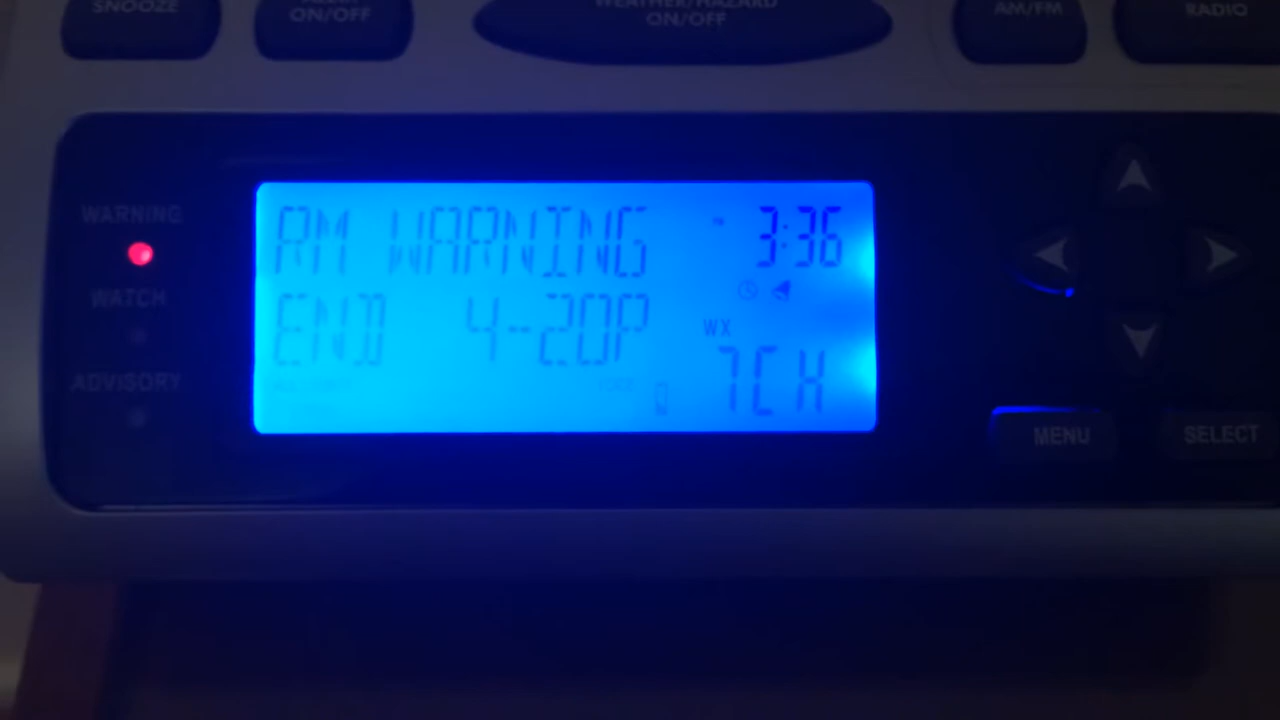 SNOOZE
ON/OFF
WEATHER/HAZARD
ON/OFF
AM/FM
RADIO
WARNING
WATCH
ADVISORY
RM WARNING
3:36
END 4-20P
WX
7CH
MENU
SELECT